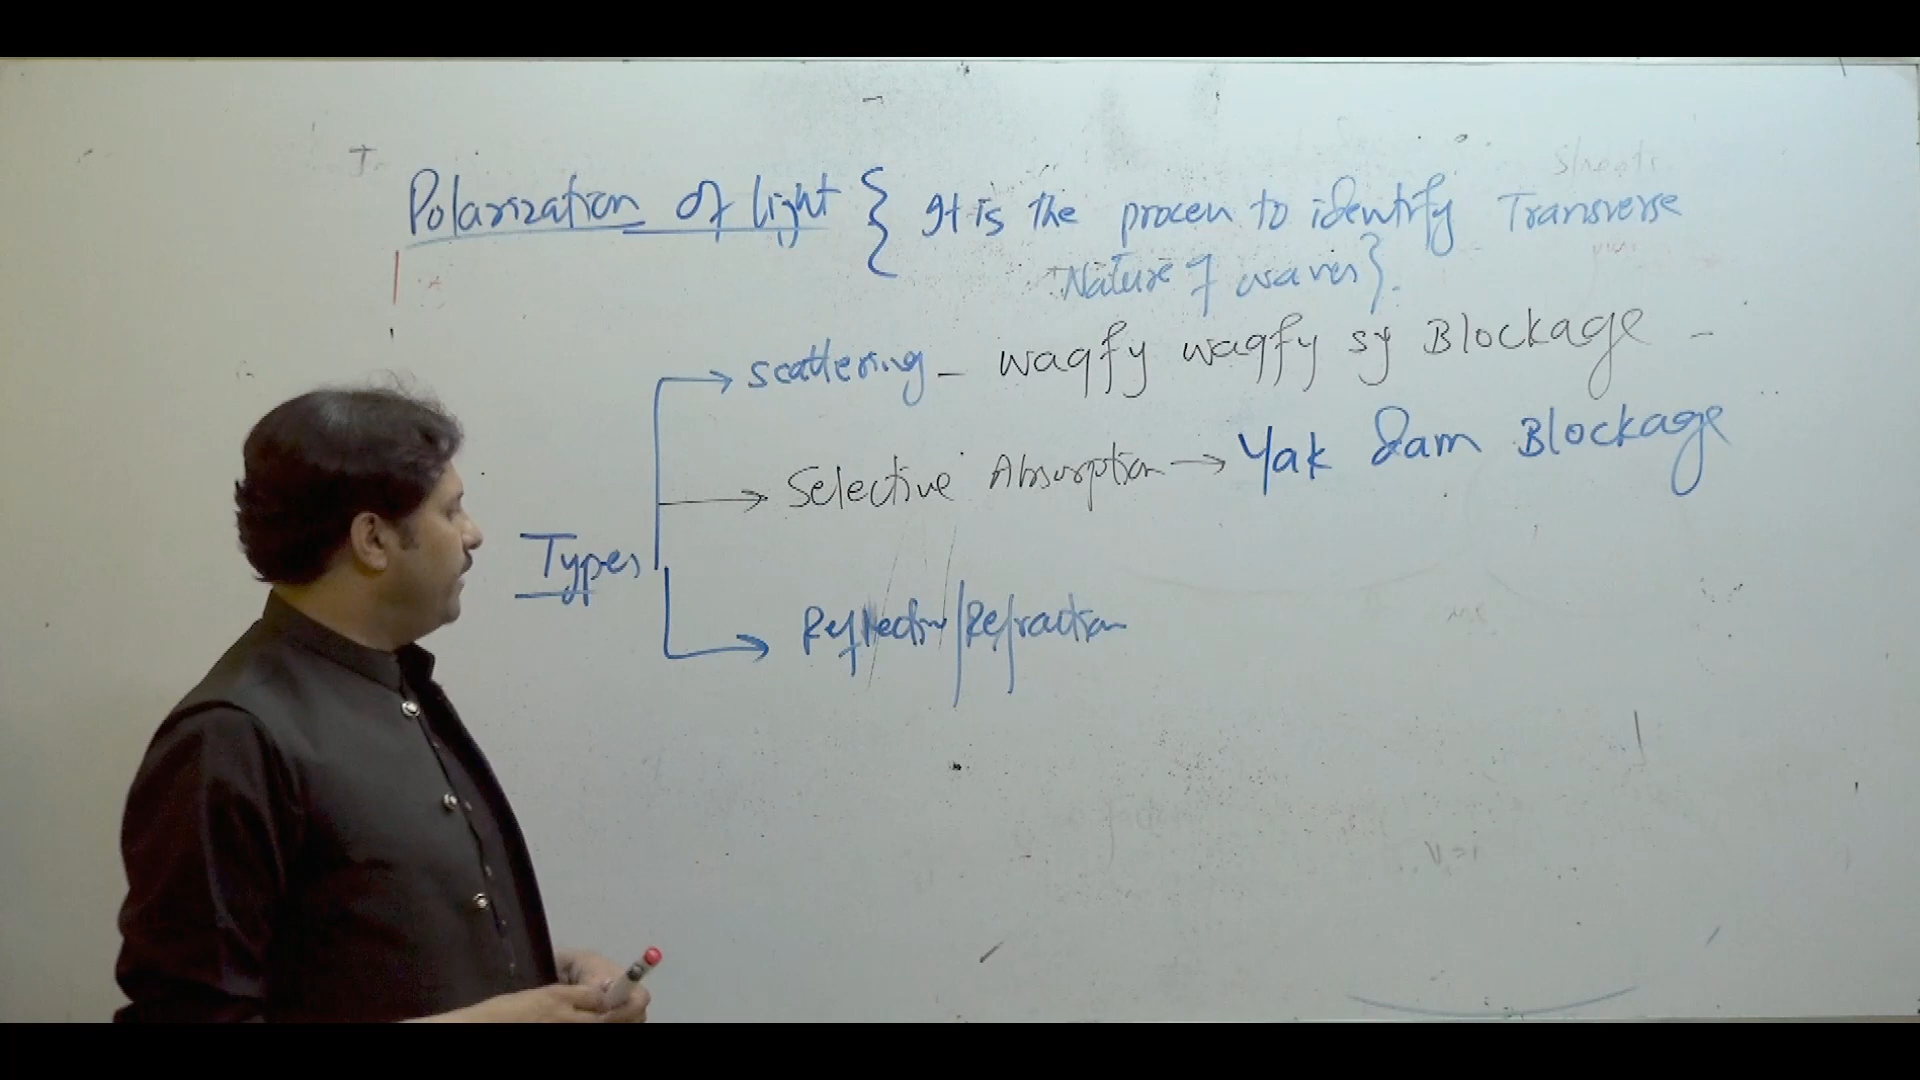 Polarization of light { It is the process to identify Transverse
Nature of waves}.
scattering - waqfy waqfy sy Blockage -
Selective Absorption → Yak dam Blockage
Types
Reflection/Refraction